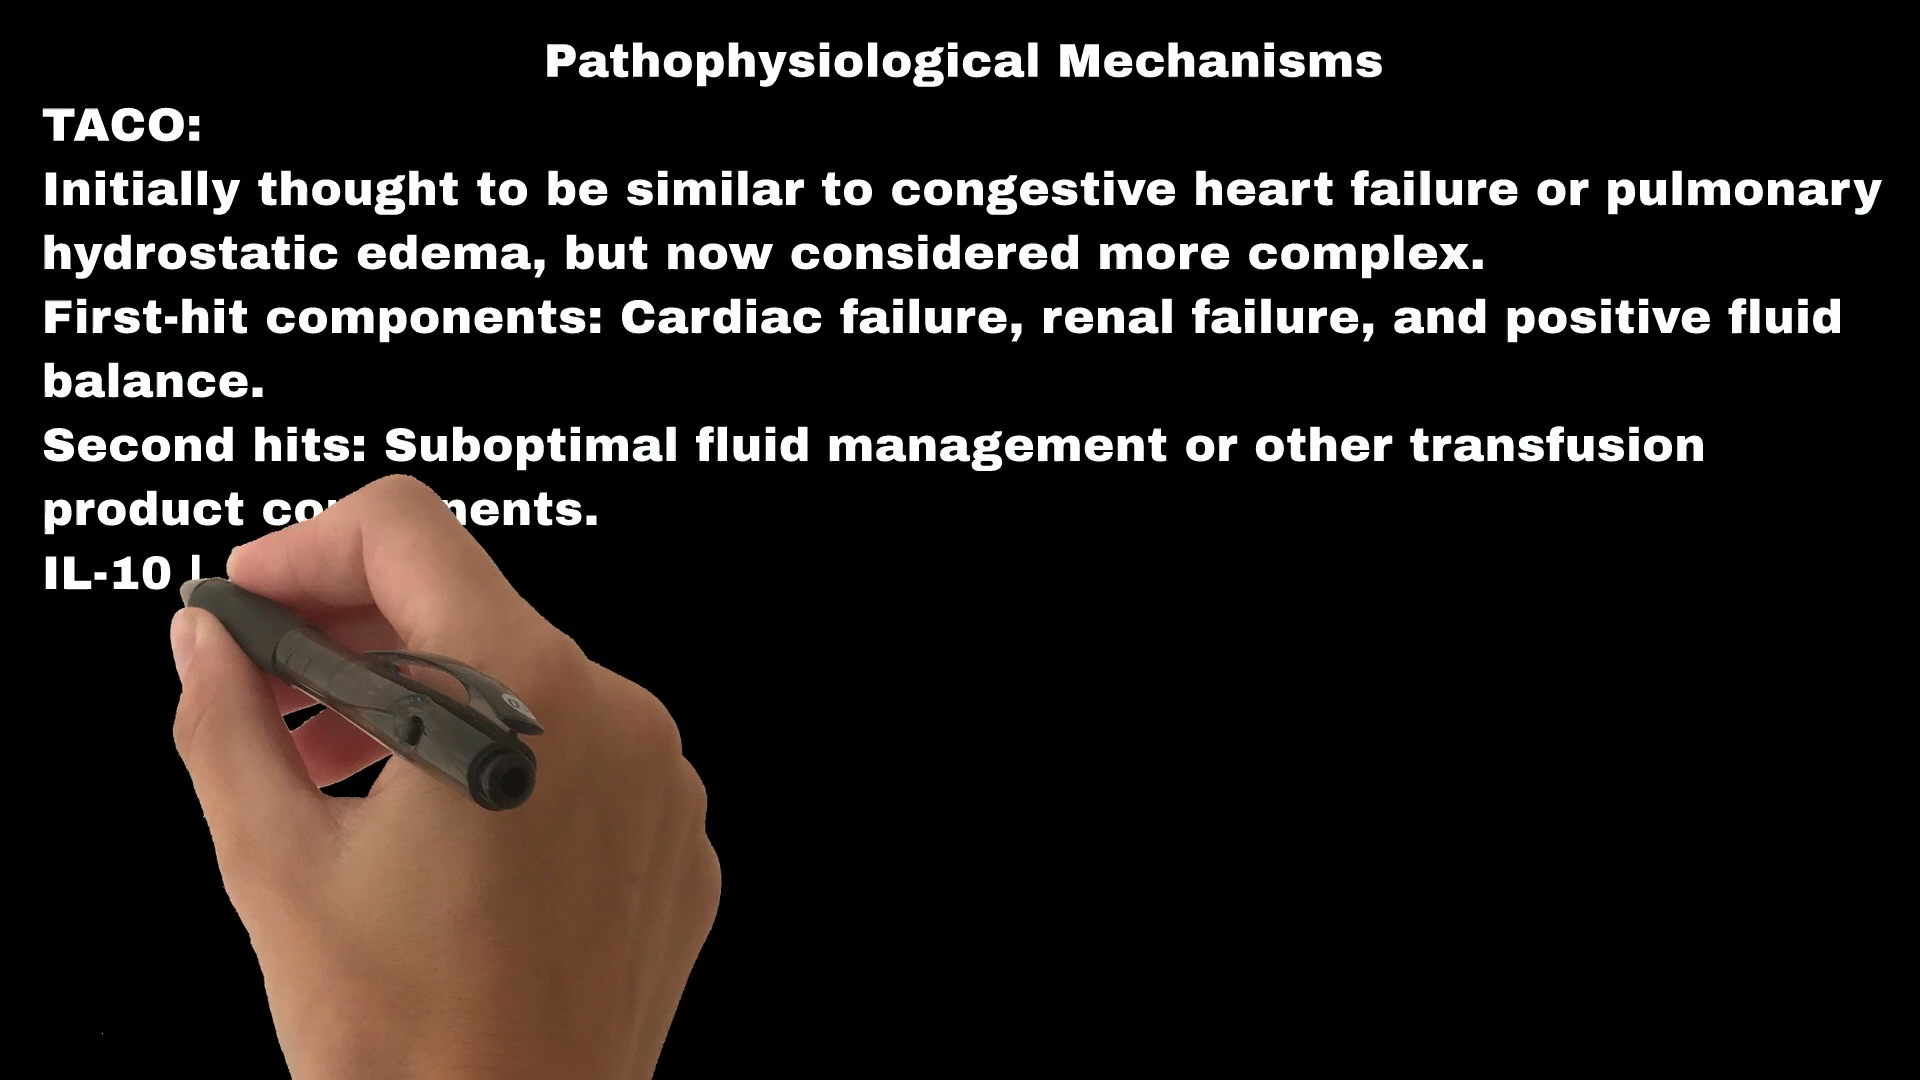 Pathophysiological Mechanisms
TACO:
Initially thought to be similar to congestive heart failure or pulmonary
hydrostatic edema, but now considered more complex.
First-hit components: Cardiac failure, renal failure, and positive fluid
balance.
Second hits: Suboptimal fluid management or other transfusion
product components.
IL-10